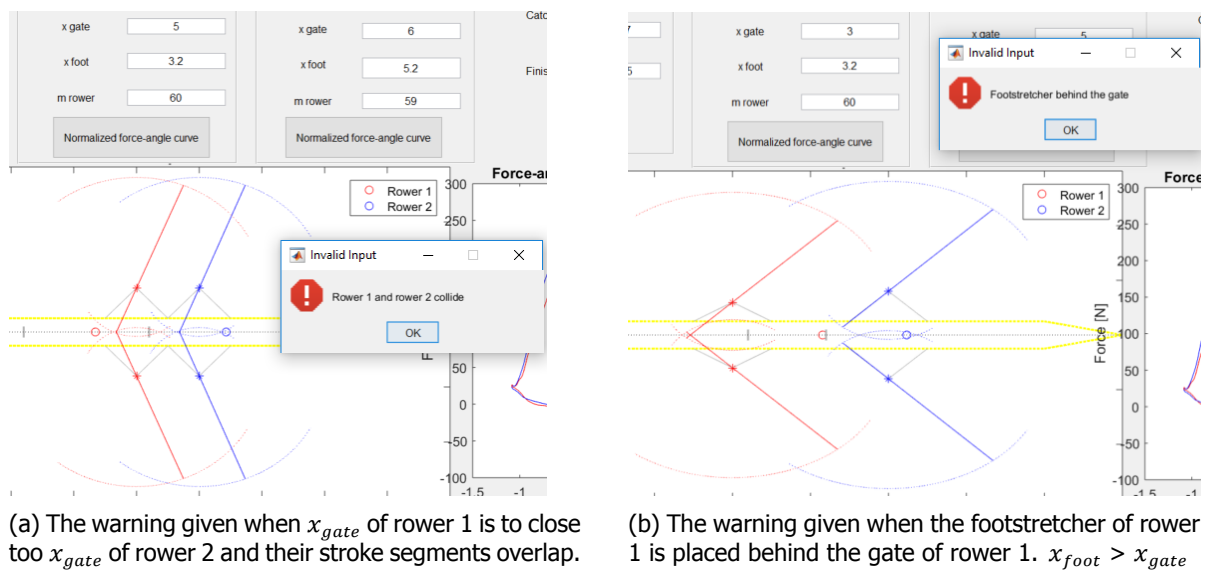 x gate
5
x gate
6
Catc
x foot
3.2
x foot
5.2
Finis
m rower
60
m rower
59
Normalized force-angle curve
Normalized force-angle curve
Force-ar
Rower 1
Rower 2
300
250
Invalid Input
Rower 1 and rower 2 collide
OK
F
50
0
-50
-100
-1.5
-1
7
x gate
3
x gate
5
5
x foot
3.2
m rower
60
Normalized force-angle curve
Invalid Input
Footstretcher behind the gate
OK
Force
Rower 1
Rower 2
300
250
200
150
100
50
0
-50
-100
Force [N]
-1.5
-1
(a) The warning given when x_gate of rower 1 is to close
too x_gate of rower 2 and their stroke segments overlap.
(b) The warning given when the footstretcher of rower
1 is placed behind the gate of rower 1. x_foot > x_gate